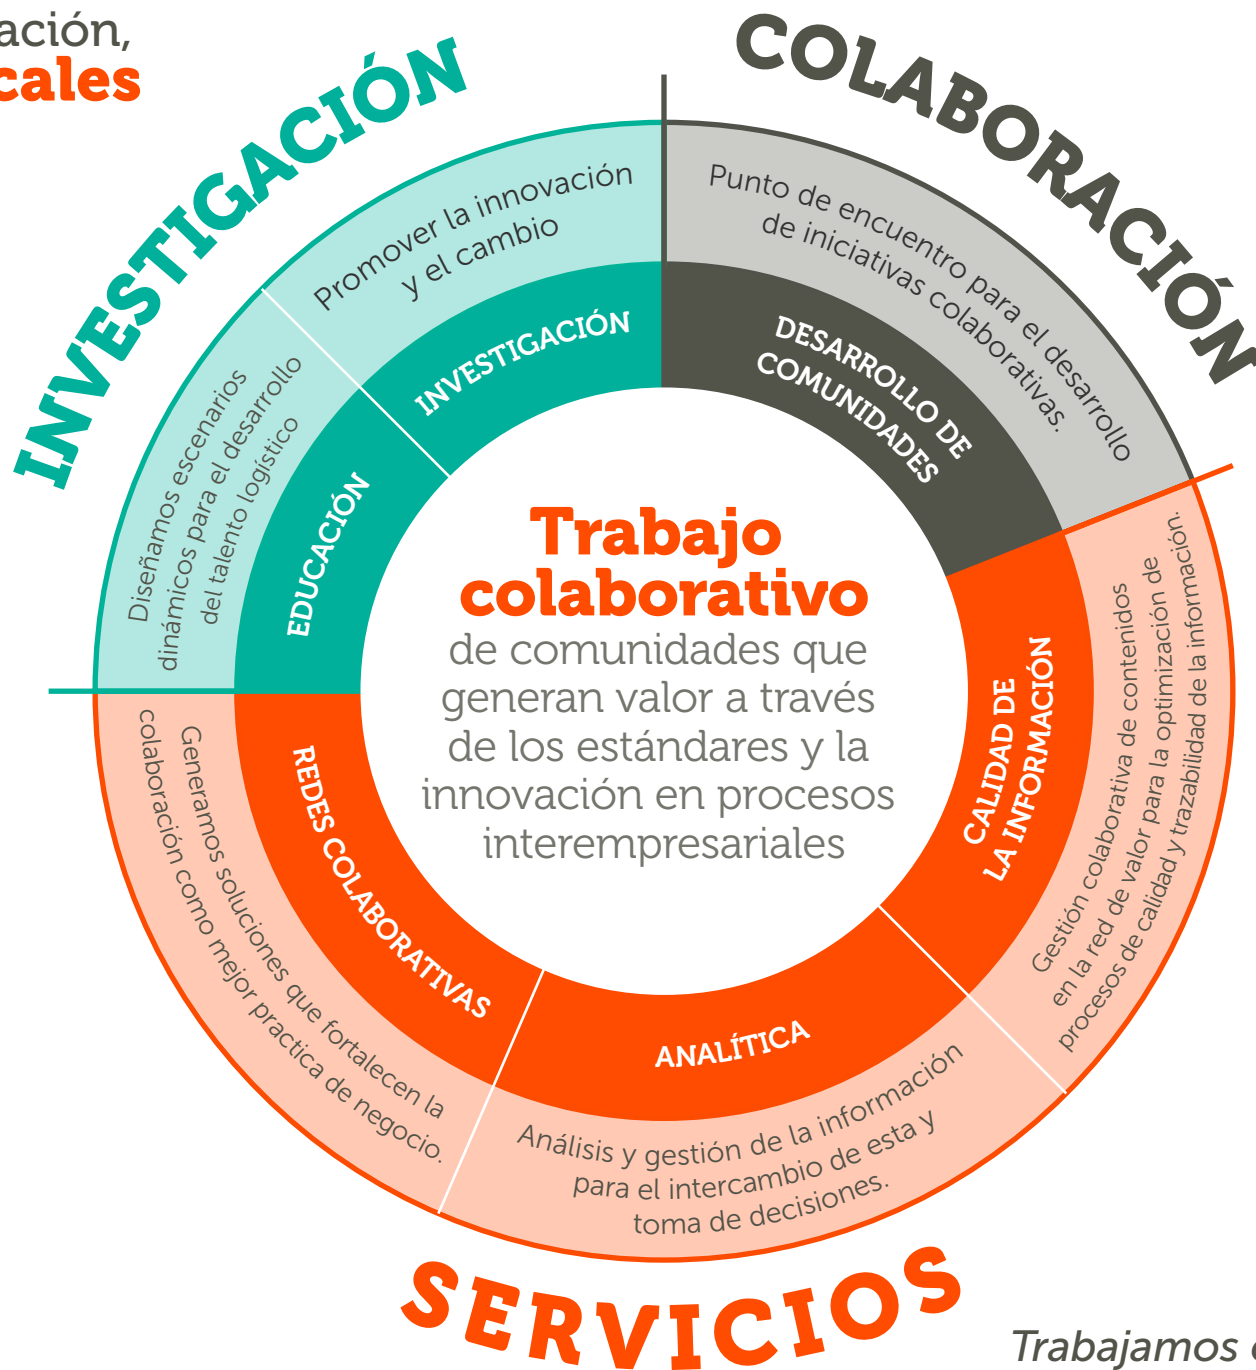 ación,
cales
INVESTIGACIÓN
COLABORACIÓN
Promover la innovación
y el cambio
INVESTIGACIÓN
Punto de encuentro para el desarrollo
de iniciativas colaborativas.
DESARROLLO DE
COMUNIDADES
Diseñamos escenarios
dinámicos para el desarrollo
del talento logístico
EDUCACIÓN
Trabajo
colaborativo
de comunidades que
generan valor a través
de los estándares y la
innovación en procesos
interempresariales
CALIDAD DE
LA INFORMACIÓN
Gestión colaborativa de contenidos
en la red de valor para la optimización de
procesos de calidad y trazabilidad de la información.
REDES COLABORATIVAS
Generamos soluciones que fortalecen la
colaboración como mejor practica de negocio.
ANALÍTICA
Análisis y gestión de la información
para el intercambio de esta y
toma de decisiones.
SERVICIOS
Trabajamos